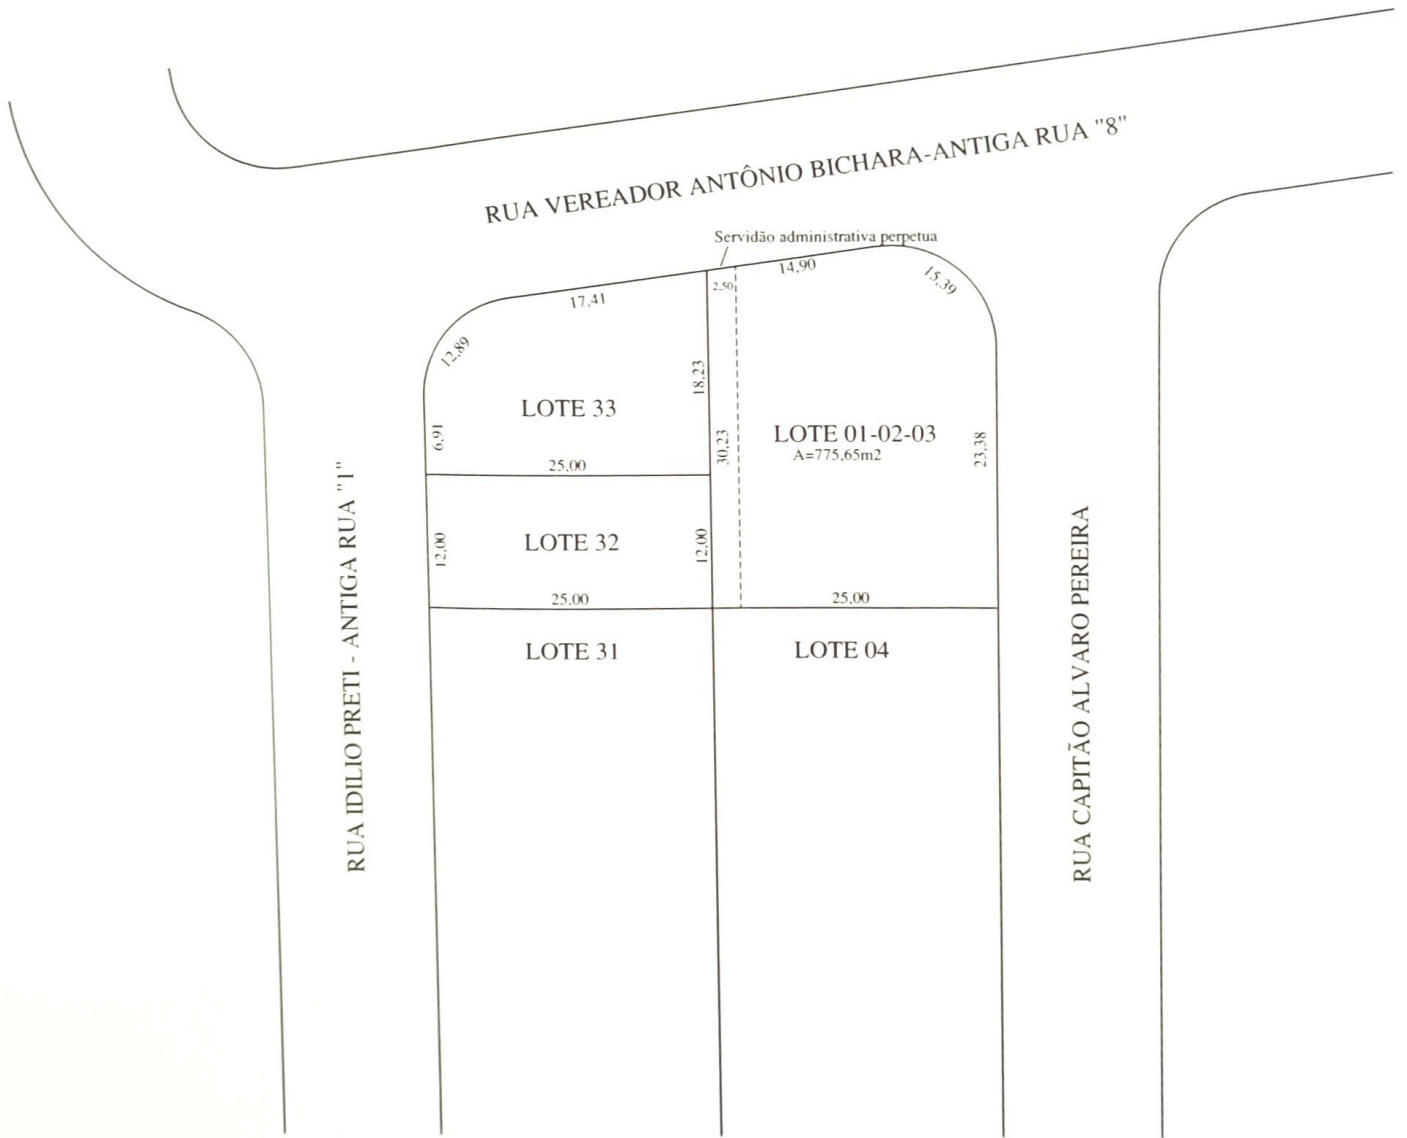 RUA VEREADOR ANTÔNIO BICHARA-ANTIGA RUA "8"
Servidão administrativa perpetua
14,90
2,50
15,39
17,41
12,89
18,23
LOTE 33
6,91
25,00
30,23
LOTE 01-02-03
A=775,65m2
23,38
12,00
LOTE 32
12,00
25,00
25,00
LOTE 31
LOTE 04
RUA IDILIO PRETI - ANTIGA RUA "1"
RUA CAPITÃO ALVARO PEREIRA